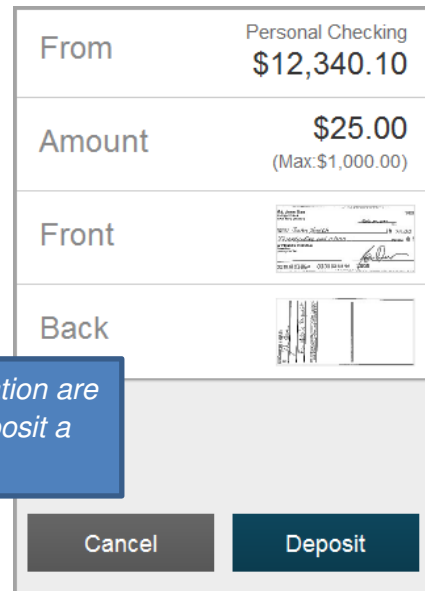 From
Personal Checking
$12,340.10
Amount
$25.00
(Max:$1,000.00)
Front
Back
tion are
posit a
Cancel
Deposit